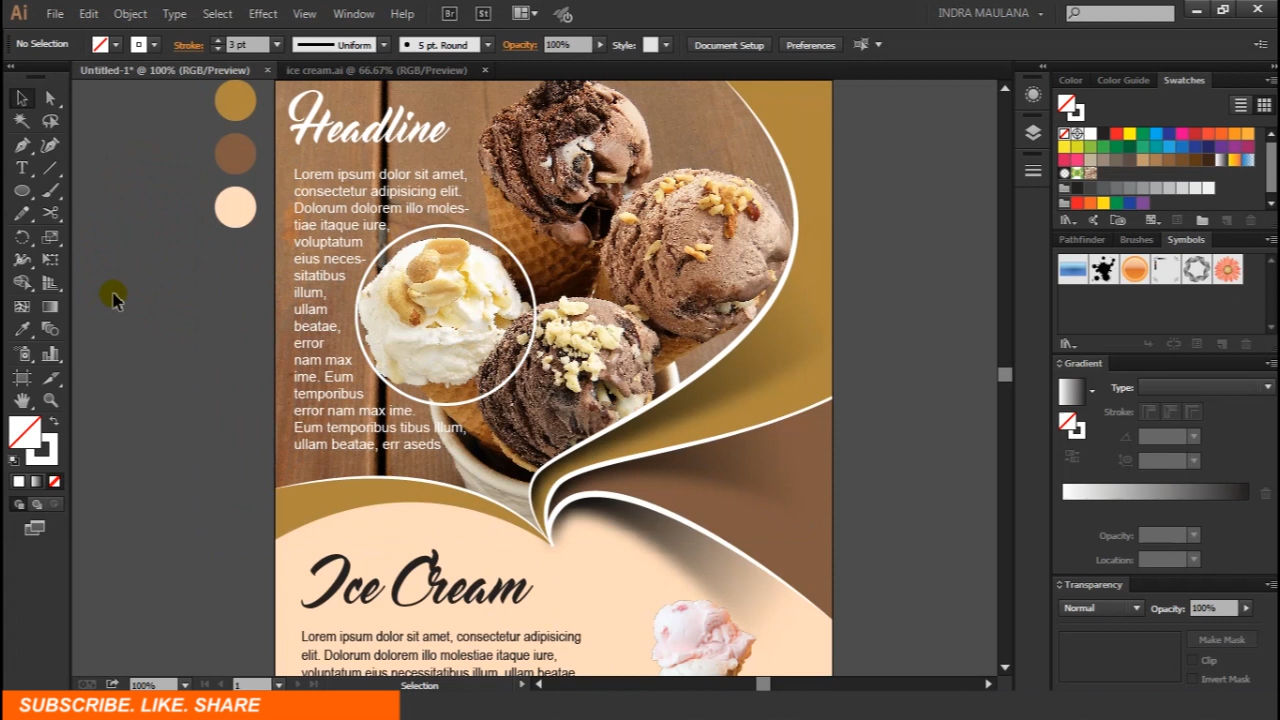 Ai File Edit Object Type Select Effect View Window Help Br St INDRA MAULANA
No Selection Stroke: 3 pt Uniform 5 pt. Round Opacity: 100% Style: Document Setup Preferences
Untitled-1* @ 100% (RGB/Preview) × ice cream.ai @ 66.67% (RGB/Preview) ×
Color Color Guide Swatches
Headline
Lorem ipsum dolor sit amet,
consectetur adipisicing elit.
Dolorum dolorem illo moles-
tiae itaque iure,
voluptatum
eius neces-
sitatibus
illum,
ullam
beatae,
error
nam max
ime. Eum
temporibus
error nam max ime.
Eum temporibus tibus illum,
ullam beatae, err aseds
Pathfinder Brushes Symbols
Gradient
Type:
Stroke:
Opacity:
Location:
Transparency
Normal Opacity: 100%
Make Mask
Clip
Invert Mask
Ice Cream
Lorem ipsum dolor sit amet, consectetur adipisicing
elit. Dolorum dolorem illo molestiae itaque iure,
voluptatum eius necessitatibus illum, ullam beatae,
100% 1 Selection
SUBSCRIBE. LIKE. SHARE